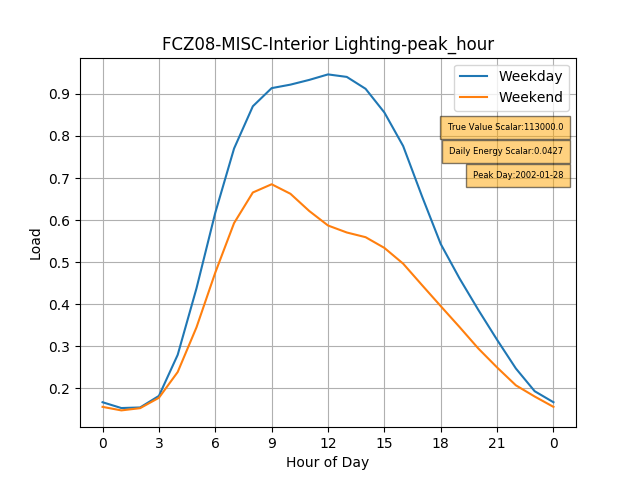 FCZ08-MISC-Interior Lighting-peak_hour
Weekday
Weekend
True Value Scalar:113000.0
Daily Energy Scalar:0.0427
Peak Day:2002-01-28
Load
0.9
0.8
0.7
0.6
0.5
0.4
0.3
0.2
0 3 6 9 12 15 18 21 0
Hour of Day